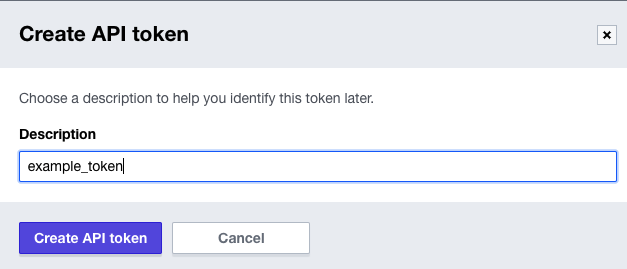 Create API token
Choose a description to help you identify this token later.
Description
example_token
Create API token
Cancel